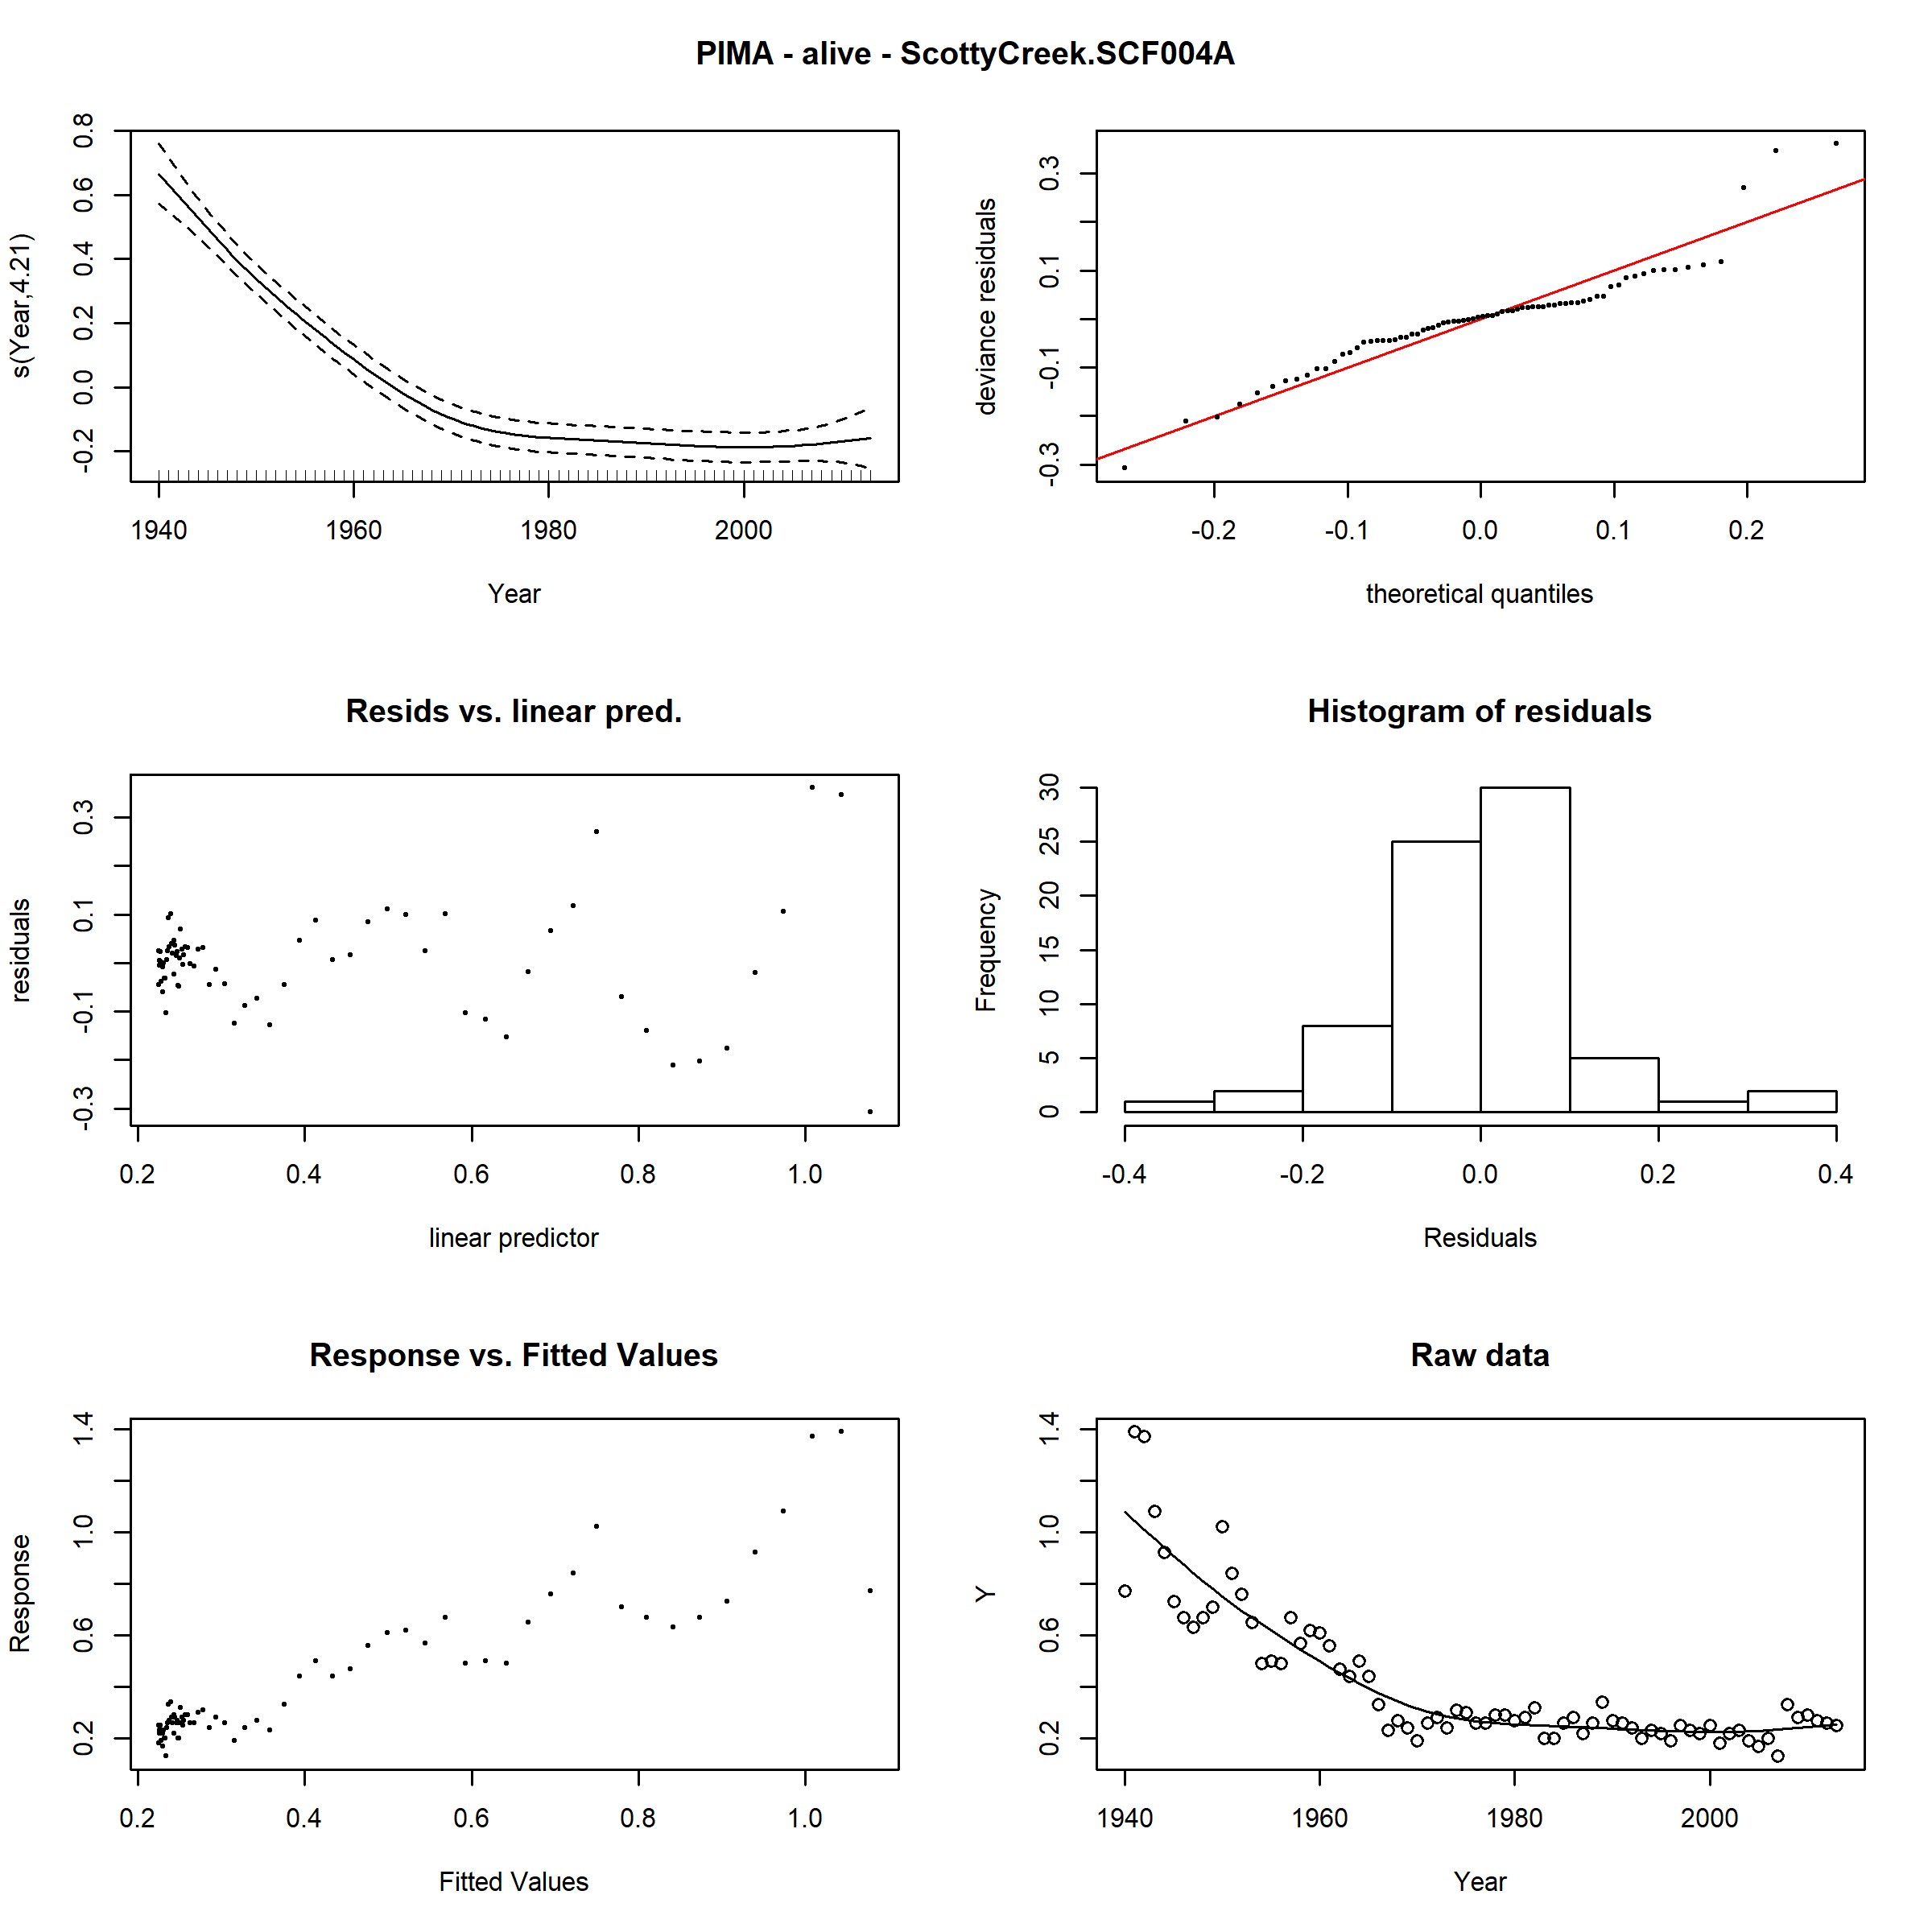 PIMA - alive - ScottyCreek.SCF004A
s(Year,4.21)
-0.2 0.0 0.2 0.4 0.6 0.8
1940 1960 1980 2000
Year
deviance residuals
-0.3 -0.1 0.1 0.3
-0.2 -0.1 0.0 0.1 0.2
theoretical quantiles
Resids vs. linear pred.
residuals
-0.3 -0.1 0.1 0.3
0.2 0.4 0.6 0.8 1.0
linear predictor
Histogram of residuals
Frequency
0 5 10 15 20 25 30
-0.4 -0.2 0.0 0.2 0.4
Residuals
Response vs. Fitted Values
Response
0.2 0.6 1.0 1.4
0.2 0.4 0.6 0.8 1.0
Fitted Values
Raw data
Y
0.2 0.6 1.0 1.4
1940 1960 1980 2000
Year